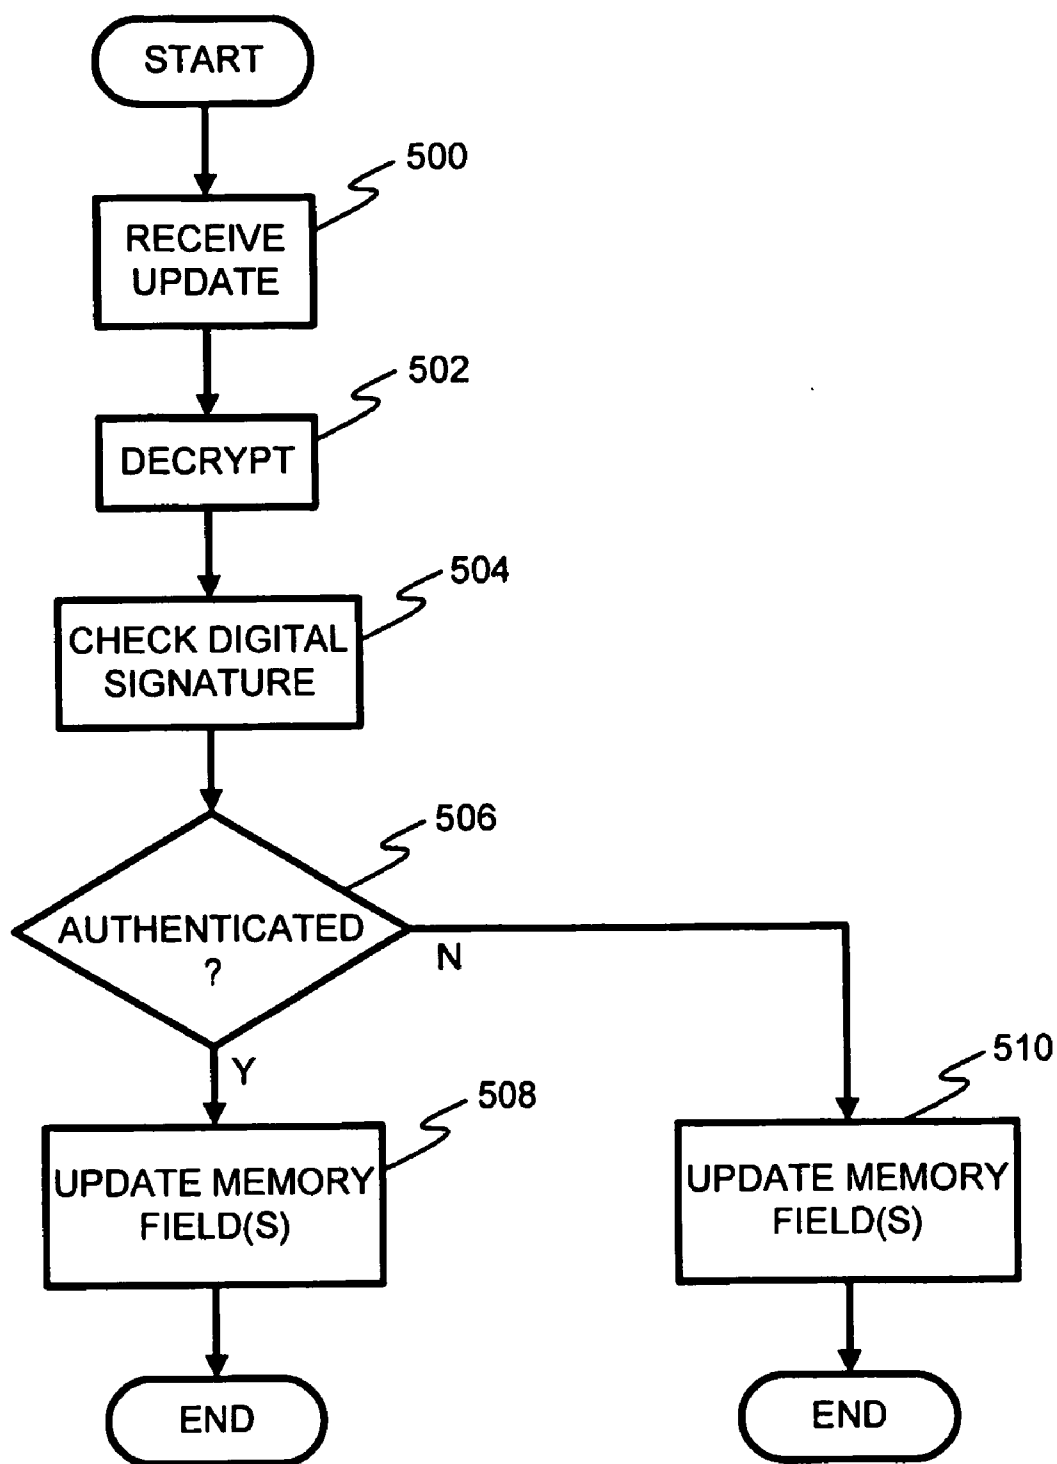 START
500
RECEIVE
UPDATE
502
DECRYPT
504
CHECK DIGITAL
SIGNATURE
506
AUTHENTICATED
?
N
Y
508
510
UPDATE MEMORY
FIELD(S)
UPDATE MEMORY
FIELD(S)
END
END